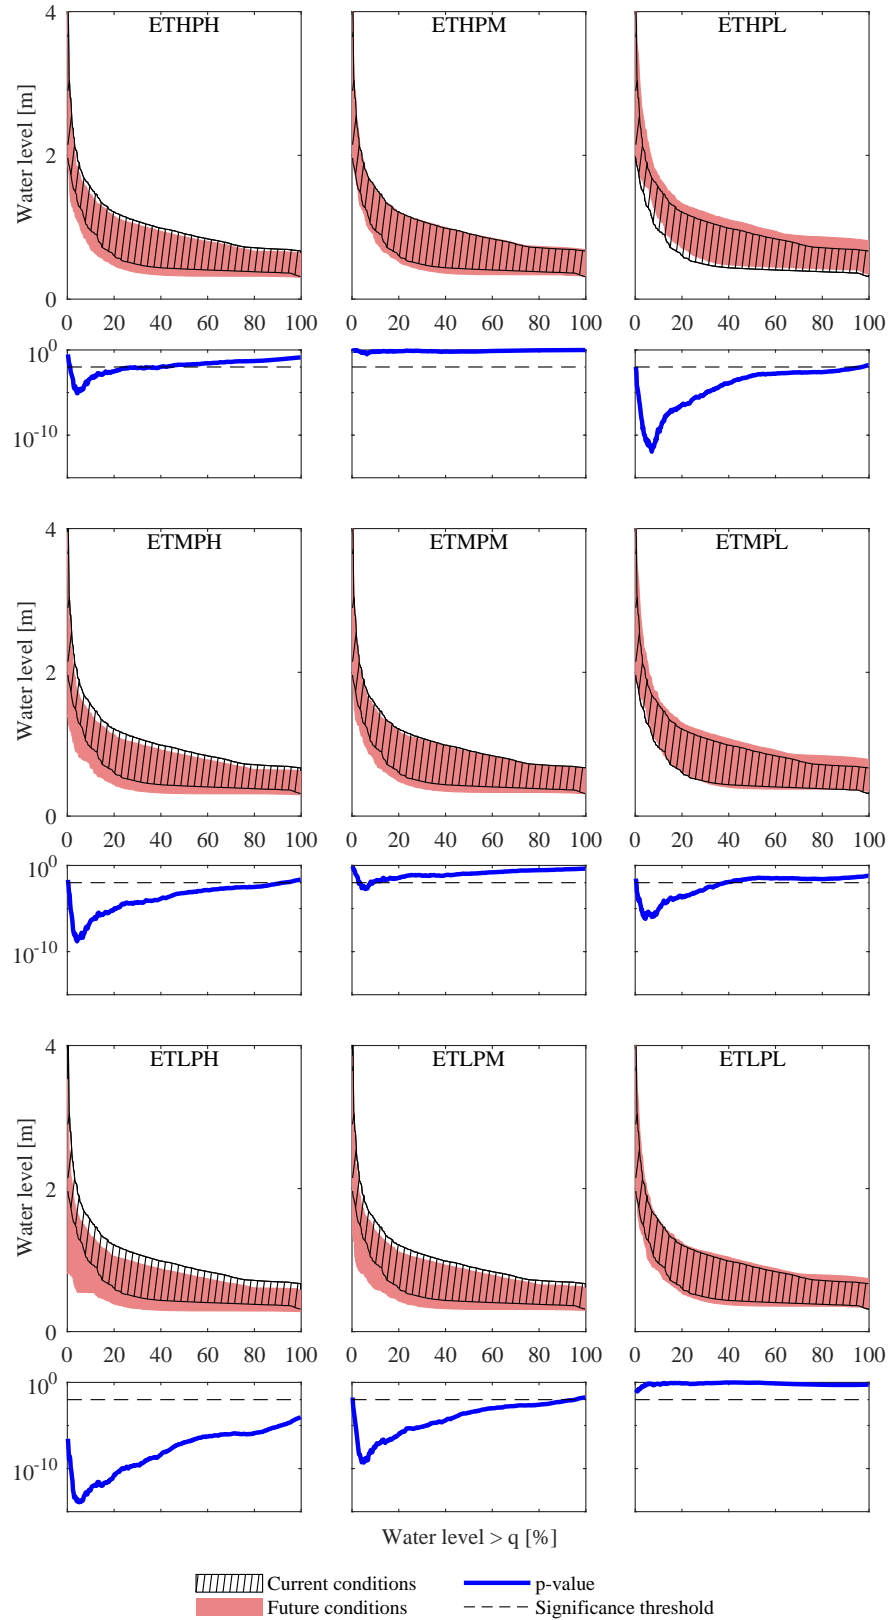 ETHPH ETHPM ETHPL
Water level [m]
4
2
0
0 20 40 60 80 100 0 20 40 60 80 100 0 20 40 60 80 100
10^0
10^-10
ETMPH ETMPM ETMPL
Water level [m]
4
2
0
0 20 40 60 80 100 0 20 40 60 80 100 0 20 40 60 80 100
10^0
10^-10
ETLPH ETLPM ETLPL
Water level [m]
4
2
0
0 20 40 60 80 100 0 20 40 60 80 100 0 20 40 60 80 100
10^0
10^-10
Water level > q [%]
Current conditions p-value
Future conditions Significance threshold